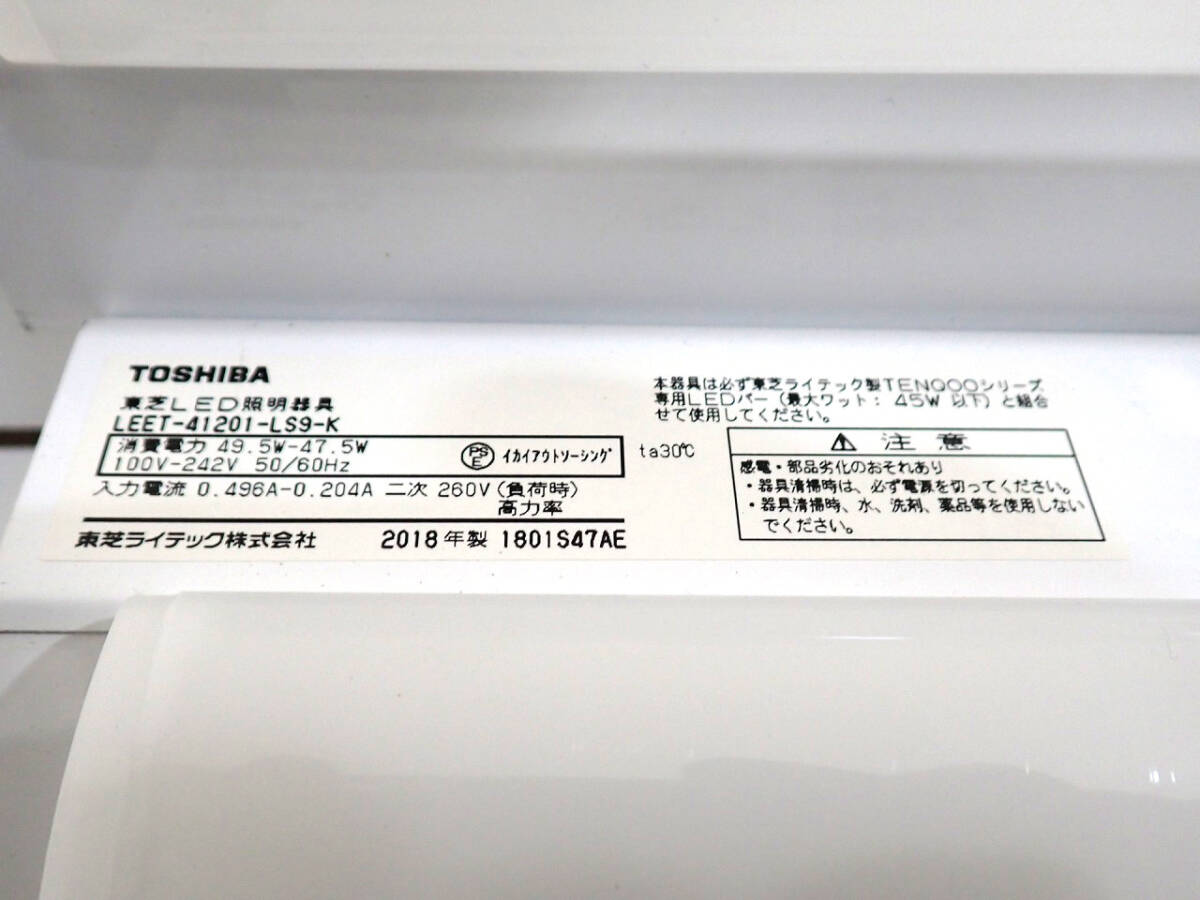 TOSHIBA
東芝LED照明器具
LEET-41201-LS9-K
消費電力 49.5W-47.5W
100V-242V 50/60Hz
PSE イカイアウトソーシング
ta30℃
入力電流 0.496A-0.204A 二次 260V(負荷時)
高力率
東芝ライテック株式会社 2018年製 1801S47AE
本器具は必ず東芝ライテック製TENQOOシリーズ
専用LEDバー(最大ワット: 45W 以下)と組合
せて使用してください。
⚠ 注意
感電・部品劣化のおそれあり
・器具清掃時は、必ず電源を切ってください。
・器具清掃時、水、洗剤、薬品等を使用しない
でください。